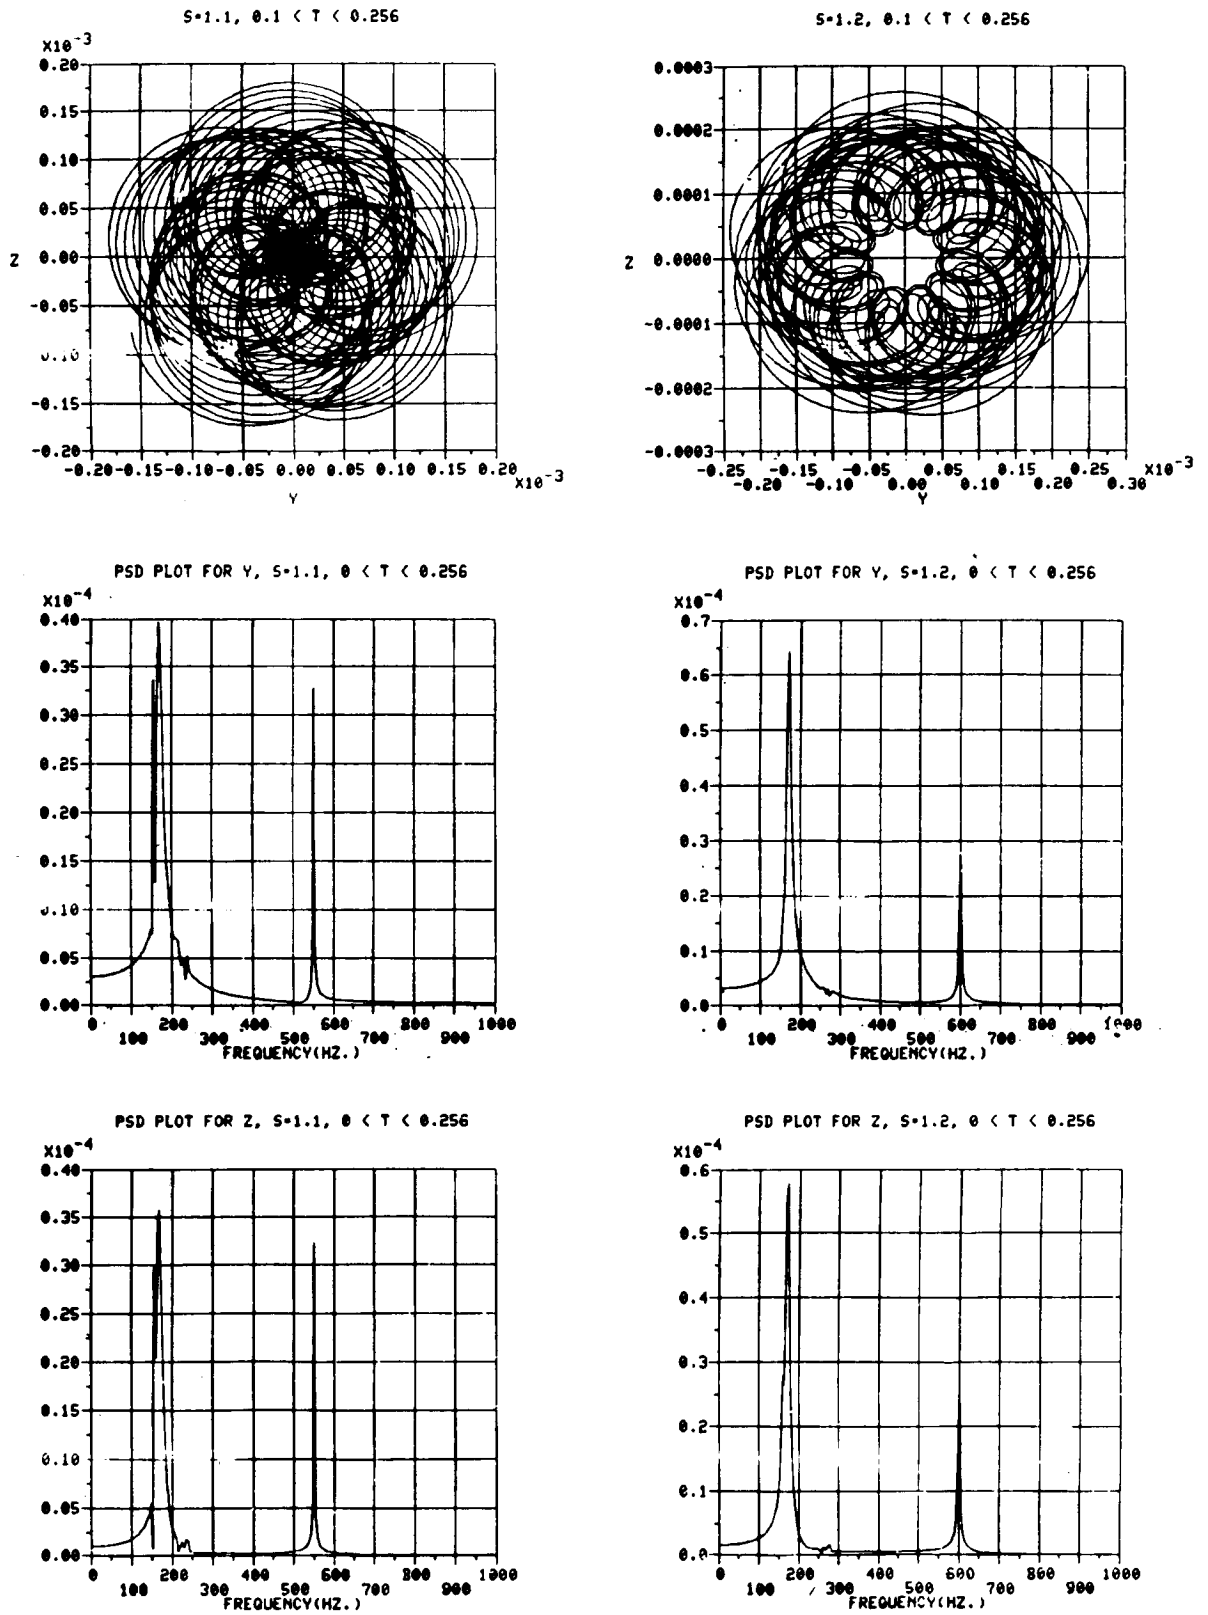 S=1.1, 0.1 < T < 0.256
X10-3
0.20
0.15
0.10
0.05
Z 0.00
-0.05
-0.10
-0.15
-0.20
-0.20 -0.15 -0.10 -0.05 0.00 0.05 0.10 0.15 0.20
X10-3
Y
S=1.2, 0.1 < T < 0.256
0.0003
0.0002
0.0001
Z 0.0000
-0.0001
-0.0002
-0.0003
-0.25 -0.15 -0.05 0.05 0.15 0.25 X10-3
-0.20 -0.10 0.00 0.10 0.20 0.30
Y
PSD PLOT FOR Y, S=1.1, 0 < T < 0.256
X10-4
0.40
0.35
0.30
0.25
0.20
0.15
0.10
0.05
0.00
0 200 400 600 800 1000
100 300 500 700 900
FREQUENCY(HZ.)
PSD PLOT FOR Y, S=1.2, 0 < T < 0.256
X10-4
0.7
0.6
0.5
0.4
0.3
0.2
0.1
0.0
0 200 400 600 800 1000
100 300 500 700 900
FREQUENCY(HZ.)
PSD PLOT FOR Z, S=1.1, 0 < T < 0.256
X10-4
0.40
0.35
0.30
0.25
0.20
0.15
0.10
0.05
0.00
0 200 400 600 800 1000
100 300 500 700 900
FREQUENCY(HZ.)
PSD PLOT FOR Z, S=1.2, 0 < T < 0.256
X10-4
0.6
0.5
0.4
0.3
0.2
0.1
0.0
0 200 400 600 800 1000
100 300 500 700 900
FREQUENCY(HZ.)